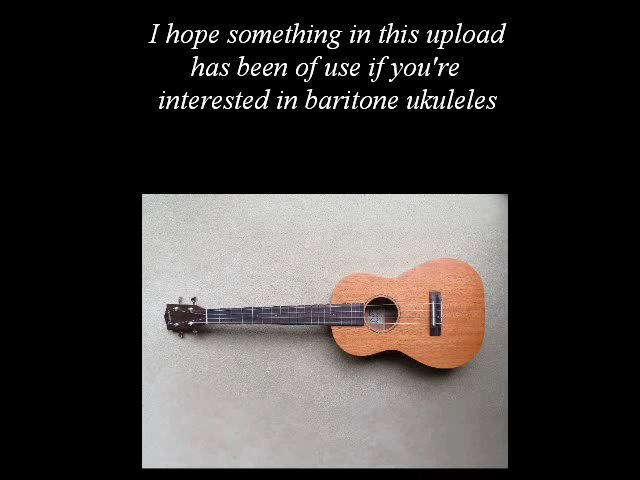 I hope something in this upload
has been of use if you're
interested in baritone ukuleles